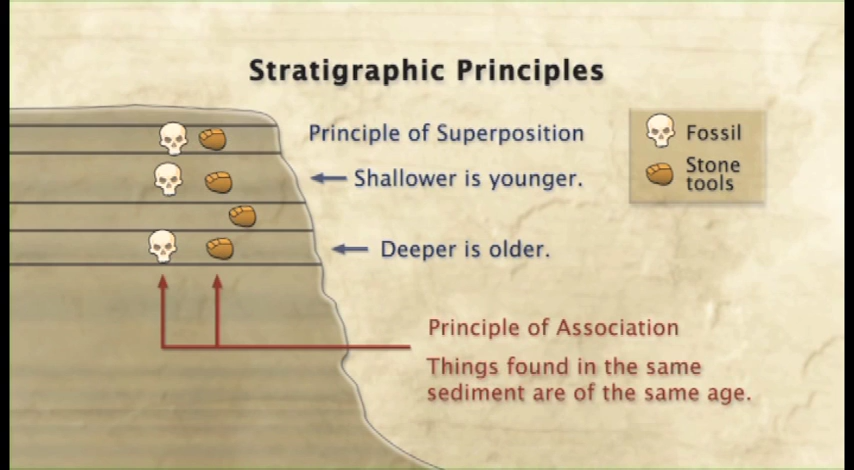 Stratigraphic Principles
Principle of Superposition
Shallower is younger.
Deeper is older.
Fossil
Stone
tools
Principle of Association
Things found in the same
sediment are of the same age.